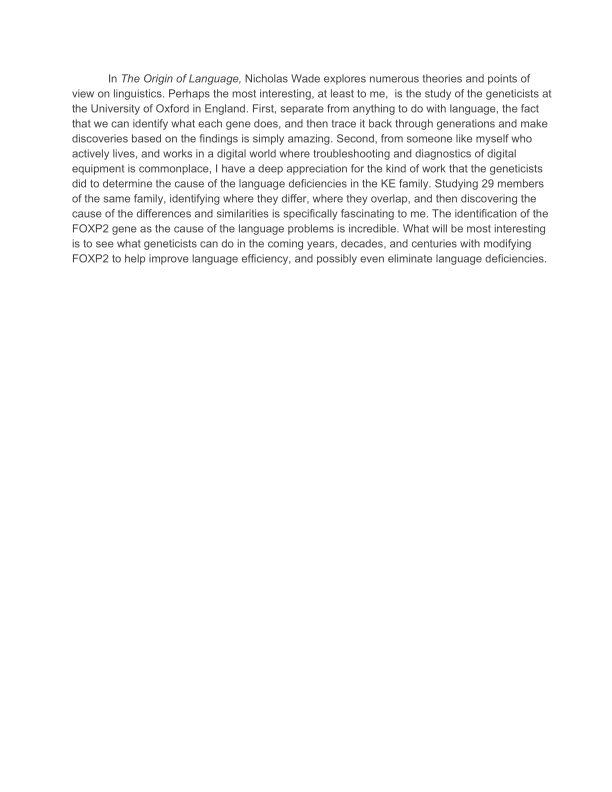 In The Origin of Language, Nicholas Wade explores numerous theories and points of
view on linguistics. Perhaps the most interesting, at least to me,  is the study of the geneticists at
the University of Oxford in England. First, separate from anything to do with language, the fact
that we can identify what each gene does, and then trace it back through generations and make
discoveries based on the findings is simply amazing. Second, from someone like myself who
actively lives, and works in a digital world where troubleshooting and diagnostics of digital
equipment is commonplace, I have a deep appreciation for the kind of work that the geneticists
did to determine the cause of the language deficiencies in the KE family. Studying 29 members
of the same family, identifying where they differ, where they overlap, and then discovering the
cause of the differences and similarities is specifically fascinating to me. The identification of the
FOXP2 gene as the cause of the language problems is incredible. What will be most interesting
is to see what geneticists can do in the coming years, decades, and centuries with modifying
FOXP2 to help improve language efficiency, and possibly even eliminate language deficiencies.